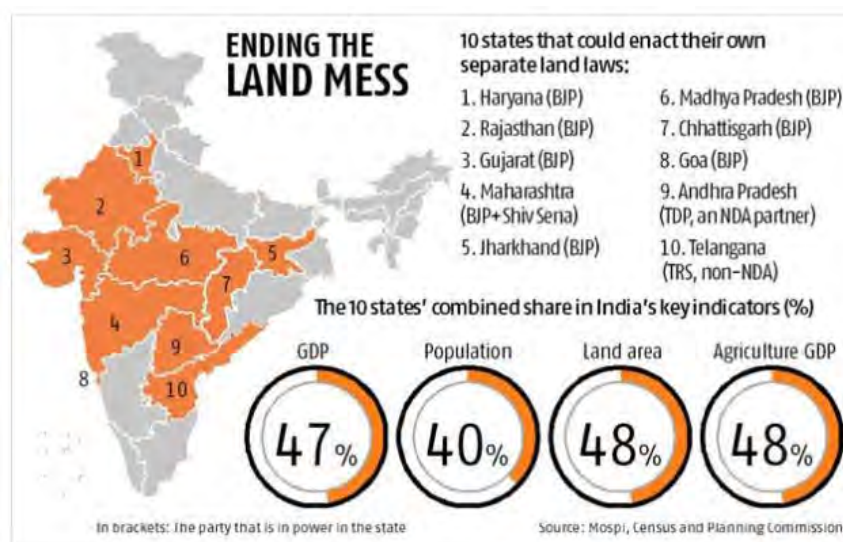 ENDING THE
LAND MESS
10 states that could enact their own
separate land laws:
1. Haryana (BJP)
2. Rajasthan (BJP)
3. Gujarat (BJP)
4. Maharashtra
(BJP+Shiv Sena)
5. Jharkhand (BJP)
6. Madhya Pradesh (BJP)
7. Chhattisgarh (BJP)
8. Goa (BJP)
9. Andhra Pradesh
(TDP, an NDA partner)
10. Telangana
(TRS, non-NDA)
1
2
3
6
5
7
4
9
8
10
The 10 states' combined share in India's key indicators (%)
GDP
47%
Population
40%
Land area
48%
Agriculture GDP
48%
In brackets: The party that is in power in the state
Source: Mospi, Census and Planning Commission